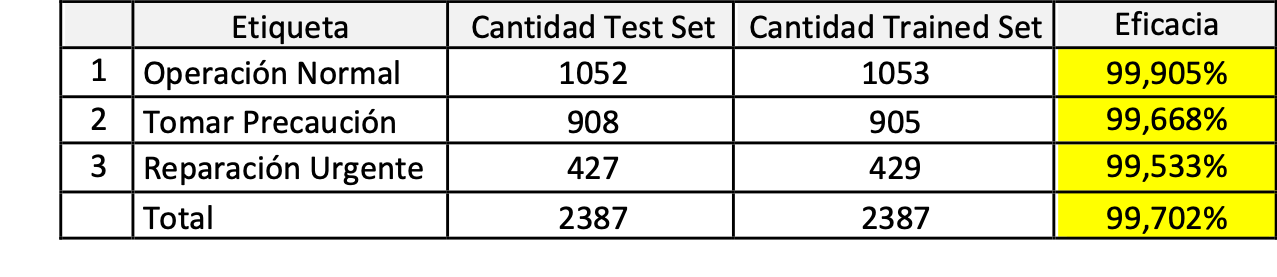 Etiqueta Cantidad Test Set Cantidad Trained Set Eficacia
1 Operación Normal 1052 1053 99,905%
2 Tomar Precaución 908 905 99,668%
3 Reparación Urgente 427 429 99,533%
Total 2387 2387 99,702%